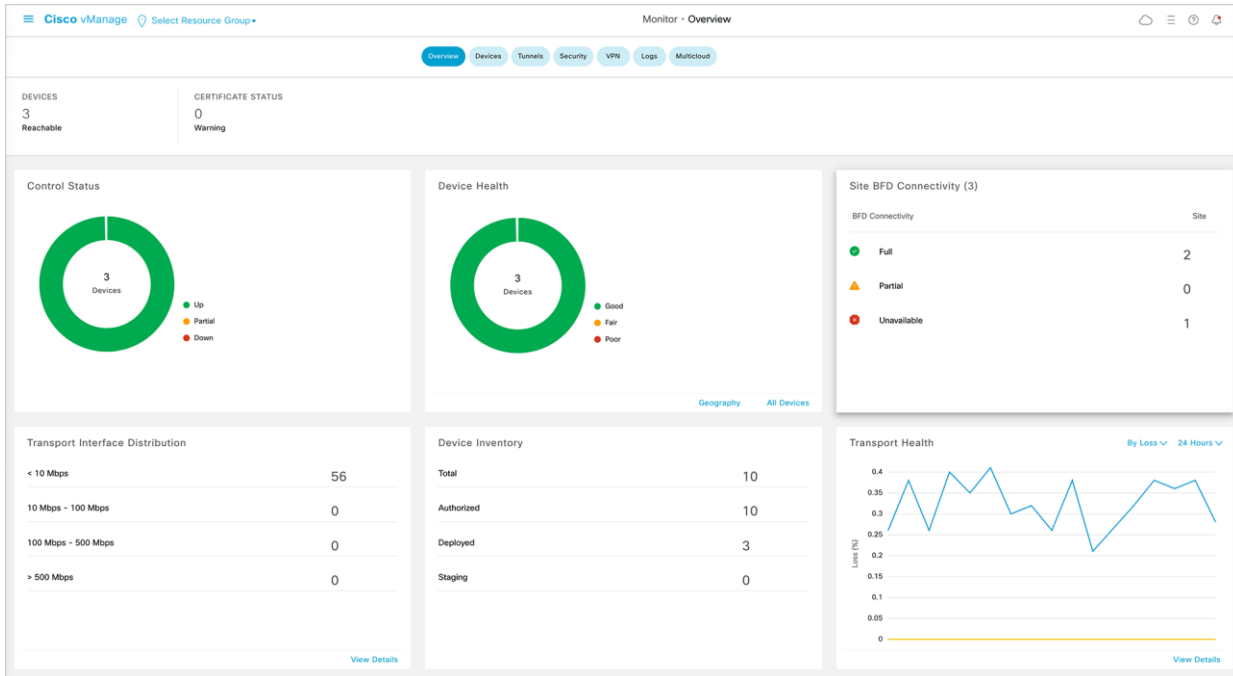 Cisco vManage
Select Resource Group
Monitor · Overview
Overview
Devices
Tunnels
Security
VPN
Logs
Multicloud
DEVICES
3
Reachable
CERTIFICATE STATUS
0
Warning
Control Status
3
Devices
Up
Partial
Down
Device Health
3
Devices
Good
Fair
Poor
Geography
All Devices
Site BFD Connectivity (3)
BFD Connectivity Site
Full 2
Partial 0
Unavailable 1
Transport Interface Distribution
< 10 Mbps 56
10 Mbps - 100 Mbps 0
100 Mbps - 500 Mbps 0
> 500 Mbps 0
View Details
Device Inventory
Total 10
Authorized 10
Deployed 3
Staging 0
Transport Health
By Loss
24 Hours
Loss (%)
0.4
0.35
0.3
0.25
0.2
0.15
0.1
0.05
0
View Details